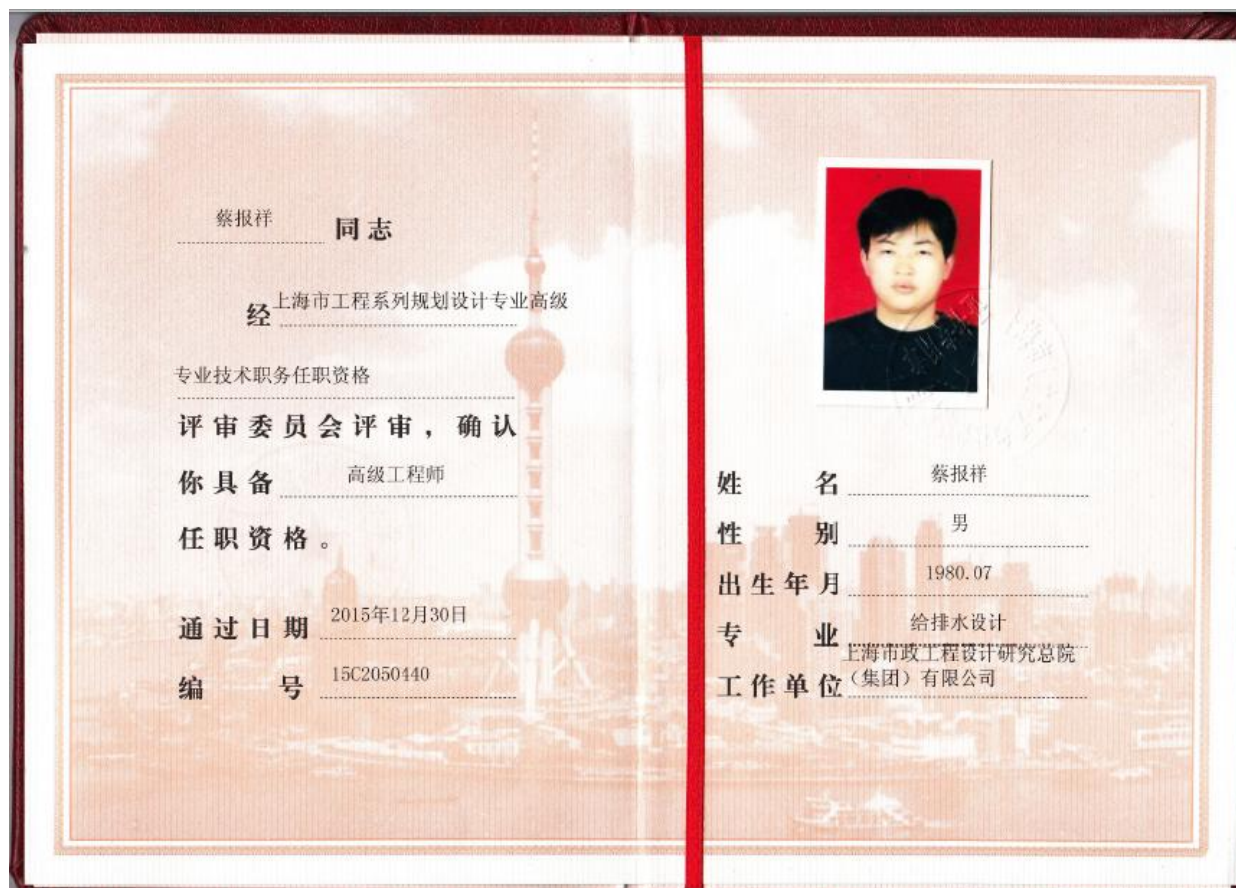 蔡报祥 同志
经 上海市工程系列规划设计专业高级
专业技术职务任职资格
评审委员会评审，确认
你具备 高级工程师
任职资格。
通过日期 2015年12月30日
编号 15C2050440
姓名 蔡报祥
性别 男
出生年月 1980.07
专业 给排水设计
工作单位 上海市政工程设计研究总院
（集团）有限公司